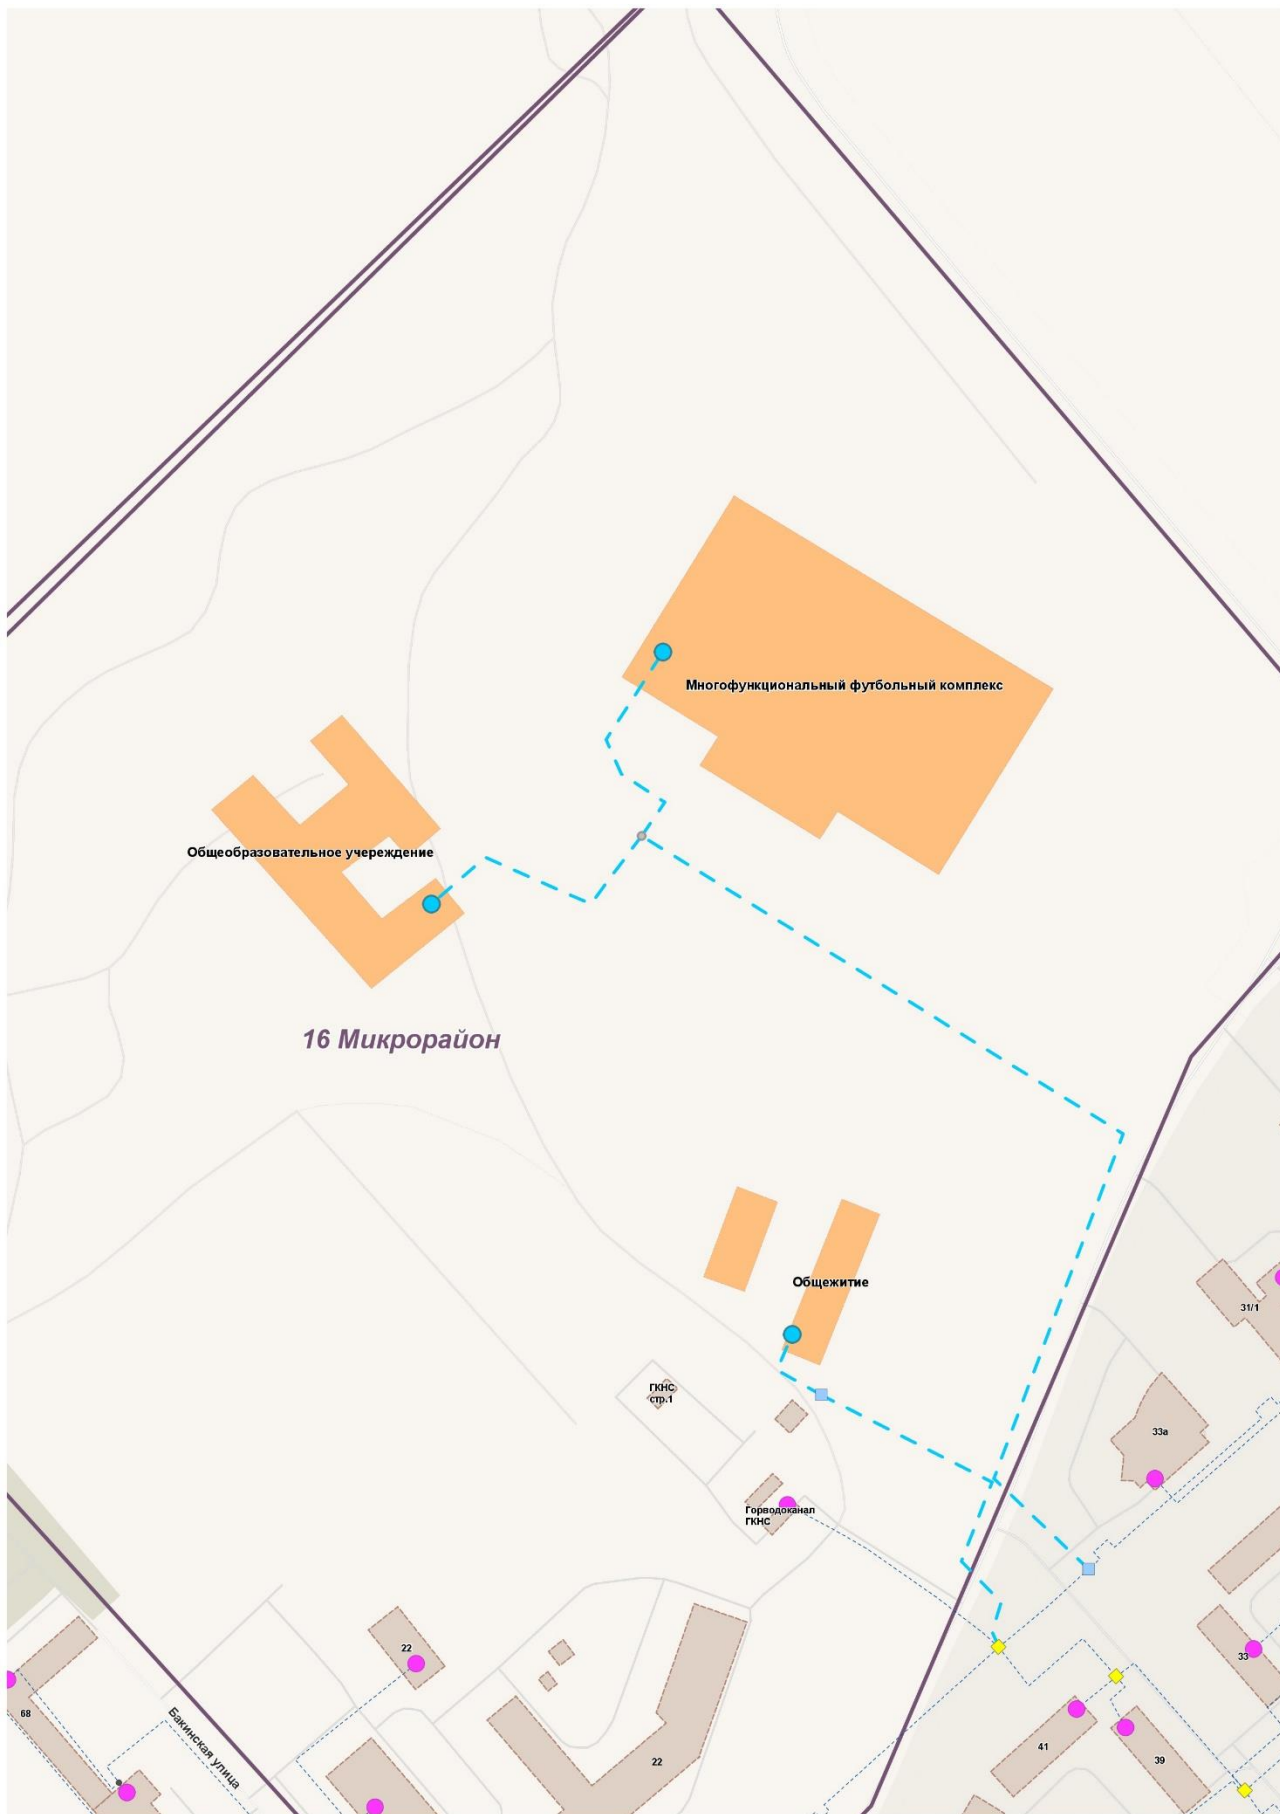 Многофункциональный футбольный комплекс
Общеобразовательное учереждение
16 Микрорайон
Общежитие
31/1
ГКНС
стр.1
33а
Горводоканал
ГКНС
22
33
68
Бакинская улица
22
41
39